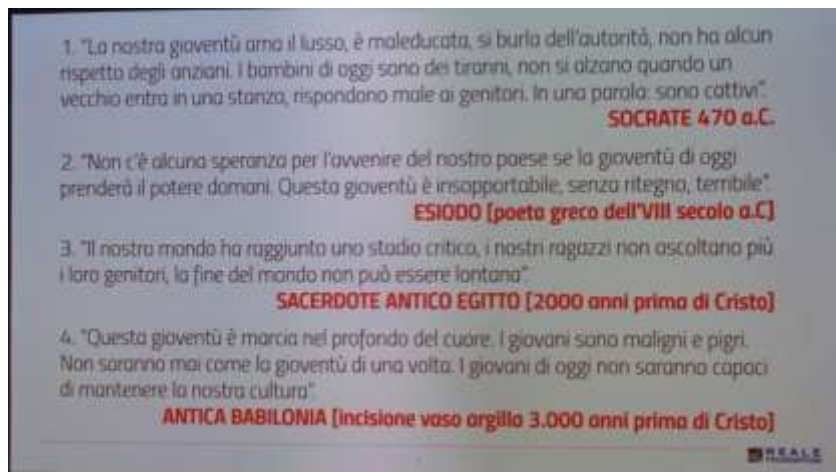 1. "La nostra gioventù ama il lusso, è maleducata, si burla dell'autorità, non ha alcun
rispetto degli anziani. I bambini di oggi sono dei tiranni, non si alzano quando un
vecchio entra in una stanza, rispondono male ai genitori. In una parola: sono cattivi".
SOCRATE 470 a.C.
2. "Non c'è alcuna speranza per l'avvenire del nostro paese se la gioventù di oggi
prenderà il potere domani. Questa gioventù è insopportabile, senza ritegno, terribile".
ESIODO [poeta greco dell'VIII secolo a.C]
3. "Il nostro mondo ha raggiunto uno stadio critico, i nostri ragazzi non ascoltano più
i loro genitori, la fine del mondo non può essere lontana".
SACERDOTE ANTICO EGITTO [2000 anni prima di Cristo]
4. "Questa gioventù è marcia nel profondo del cuore. I giovani sono maligni e pigri.
Non saranno mai come la gioventù di una volta. I giovani di oggi non saranno capaci
di mantenere la nostra cultura".
ANTICA BABILONIA [incisione vaso argilla 3.000 anni prima di Cristo]
REALE